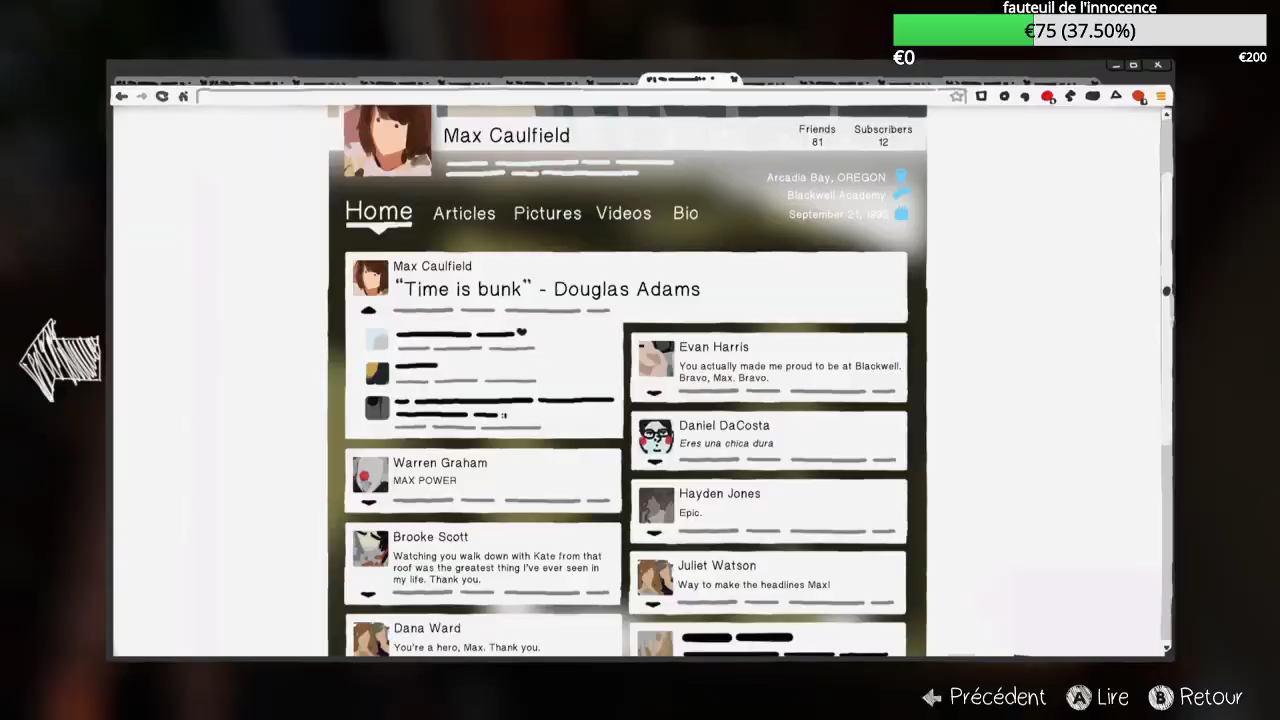 fauteuil de l'innocence
€75 (37.50%)
€0
€200
Max Caulfield
Friends
81
Subscribers
12
Arcadia Bay, OREGON
Blackwell Academy
September 21, 1995
Home
Articles
Pictures
Videos
Bio
Max Caulfield
“Time is bunk” - Douglas Adams
Warren Graham
MAX POWER
Brooke Scott
Watching you walk down with Kate from that
roof was the greatest thing I've ever seen in
my life. Thank you.
Dana Ward
You're a hero, Max. Thank you.
Evan Harris
You actually made me proud to be at Blackwell.
Bravo, Max. Bravo.
Daniel DaCosta
Eres una chica dura
Hayden Jones
Epic.
Juliet Watson
Way to make the headlines Max!
Précédent
A Lire
B Retour